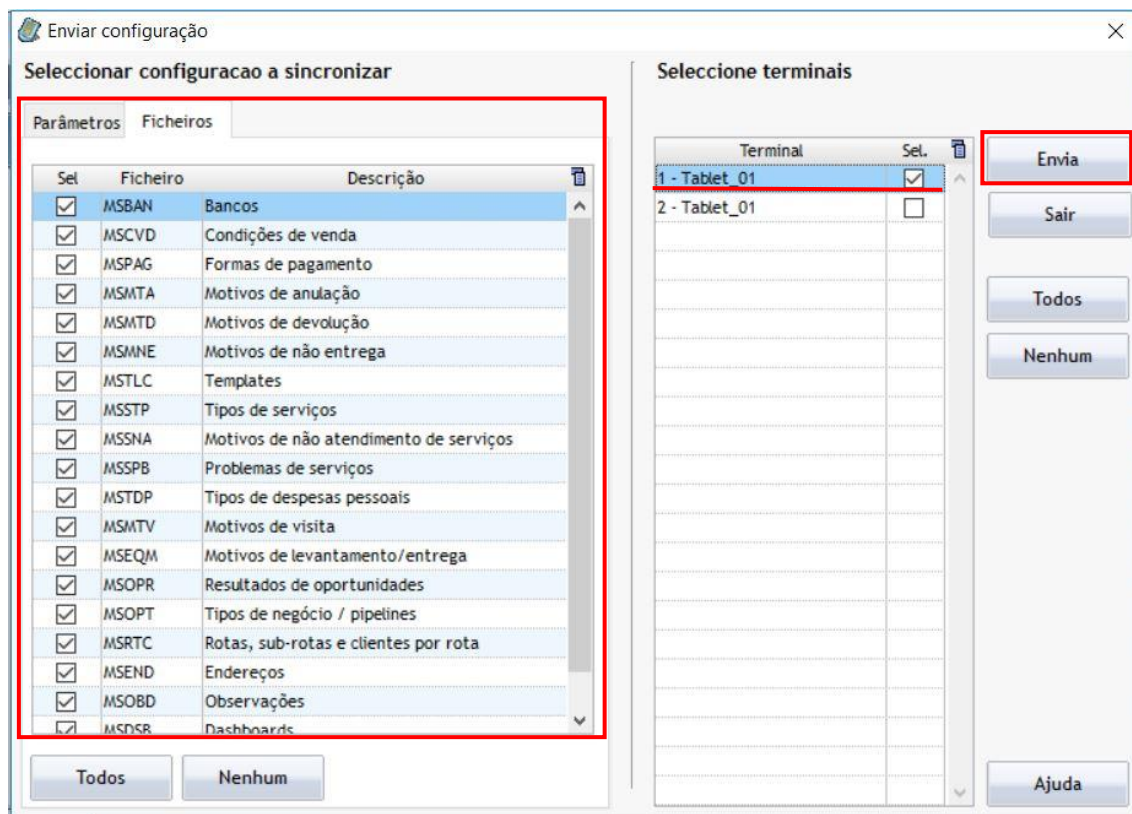 Enviar configuração
Seleccionar configuracao a sincronizar
Parâmetros Ficheiros
Sel Ficheiro Descrição
MSBAN Bancos
MSCVD Condições de venda
MSPAG Formas de pagamento
MSMTA Motivos de anulação
MSMTD Motivos de devolução
MSMNE Motivos de não entrega
MSTLC Templates
MSSTP Tipos de serviços
MSSNA Motivos de não atendimento de serviços
MSSPB Problemas de serviços
MSTDP Tipos de despesas pessoais
MSMTV Motivos de visita
MSEQM Motivos de levantamento/entrega
MSOPR Resultados de oportunidades
MSOPT Tipos de negócio / pipelines
MSRTC Rotas, sub-rotas e clientes por rota
MSEND Endereços
MSOBD Observações
MSDSB Dashboards
Todos Nenhum
Seleccione terminais
Terminal Sel.
1 - Tablet_01
2 - Tablet_01
Envia
Sair
Todos
Nenhum
Ajuda